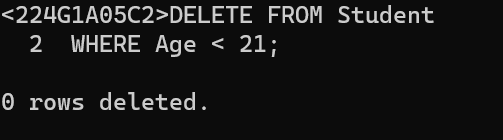 <224G1A05C2>DELETE FROM Student
2 WHERE Age < 21;
0 rows deleted.